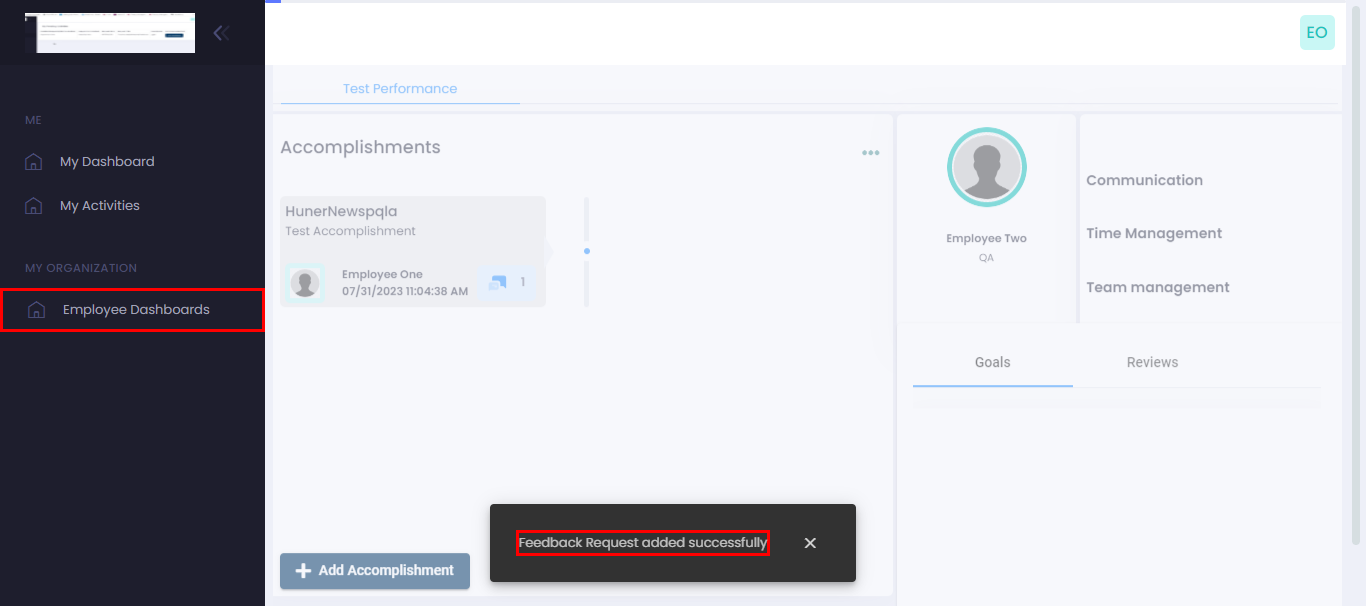 EO
ME
My Dashboard
My Activities
MY ORGANIZATION
Employee Dashboards
Test Performance
Accomplishments
HunerNewspqla
Test Accomplishment
Employee One
07/31/2023 11:04:38 AM
1
Add Accomplishment
Employee Two
QA
Communication
Time Management
Team management
Goals
Reviews
Feedback Request added successfully